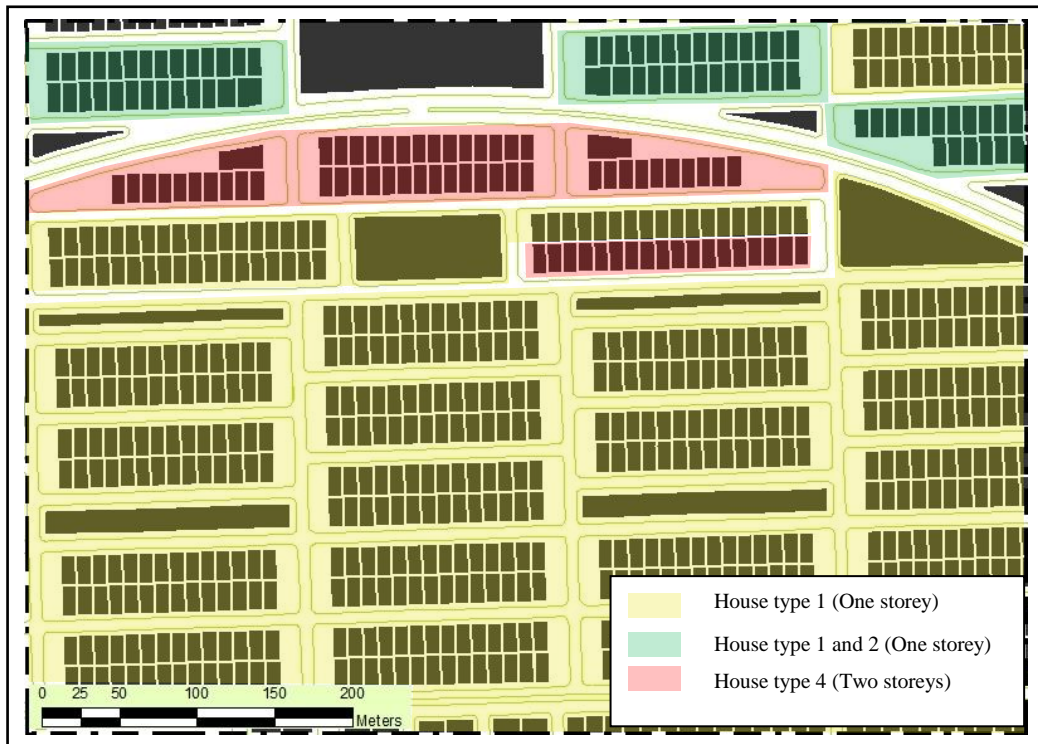 House type 1 (One storey)
House type 1 and 2 (One storey)
House type 4 (Two storeys)
0 25 50 100 150 200
Meters